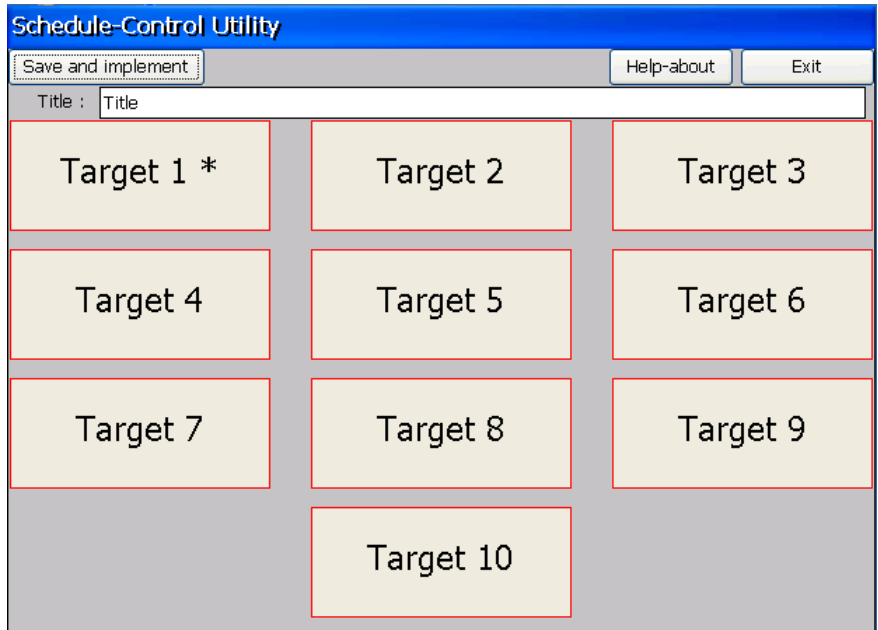 Schedule-Control Utility
Save and implement Help-about Exit
Title : Title
Target 1 * Target 2 Target 3
Target 4 Target 5 Target 6
Target 7 Target 8 Target 9
Target 10